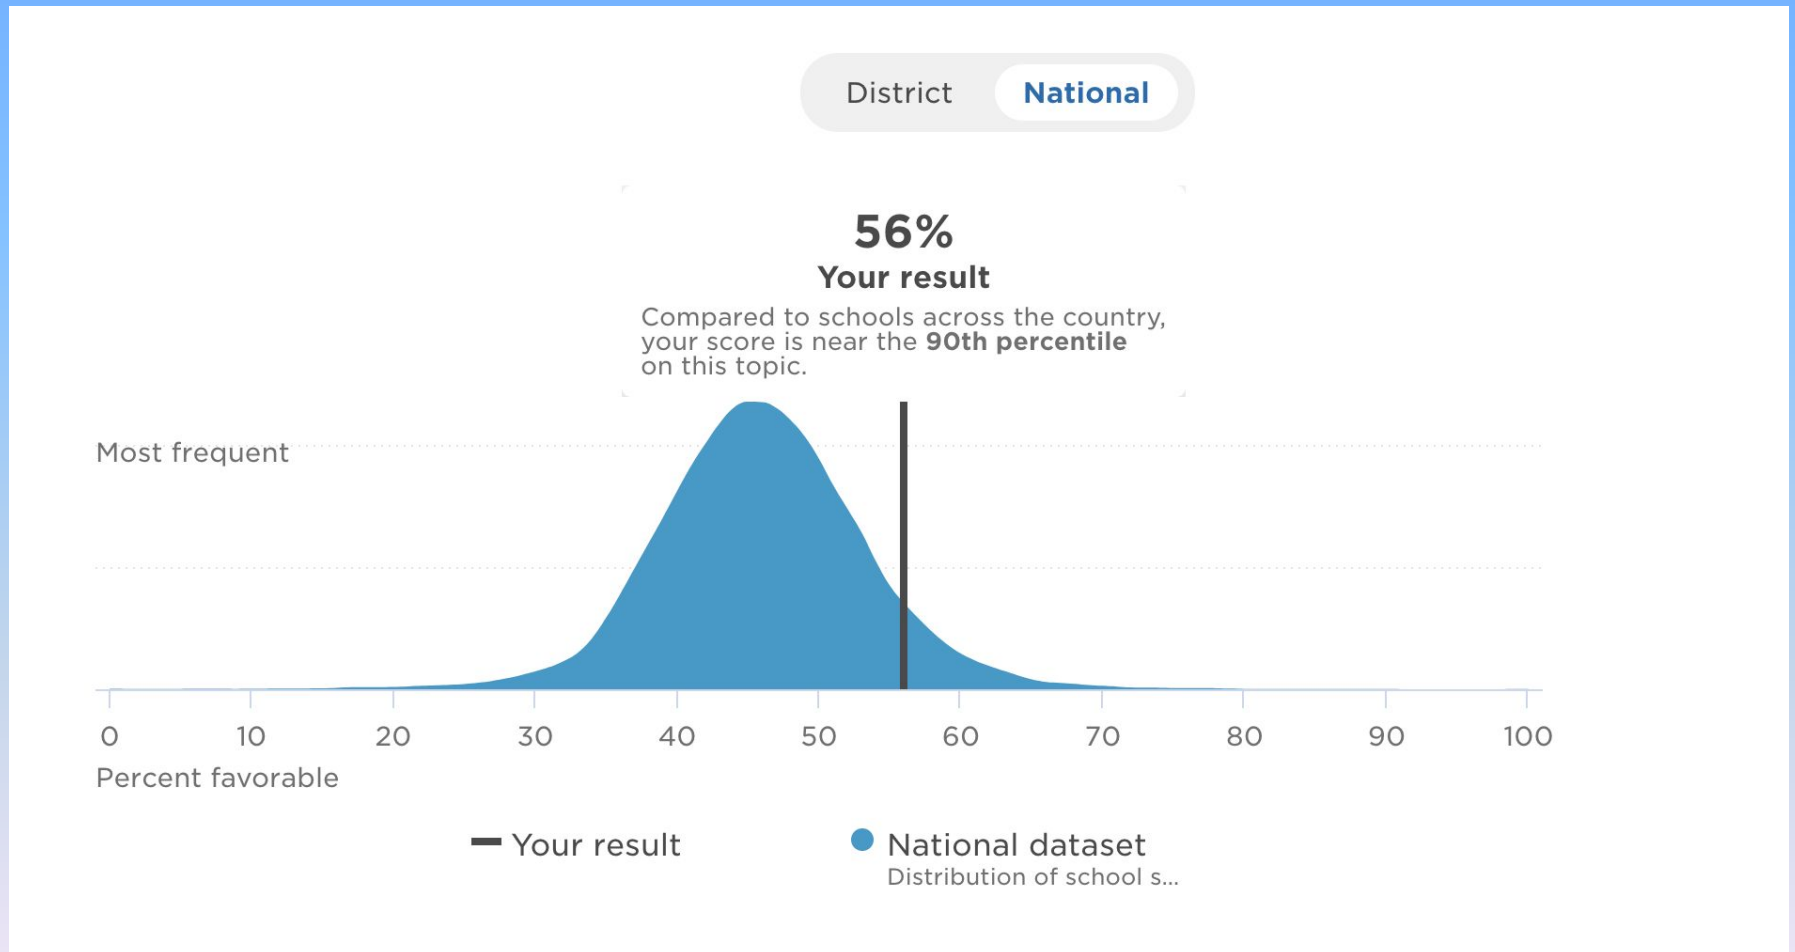 District National
56%
Your result
Compared to schools across the country,
your score is near the 90th percentile
on this topic.
Most frequent
0 10 20 30 40 50 60 70 80 90 100
Percent favorable
Your result National dataset
Distribution of school s...